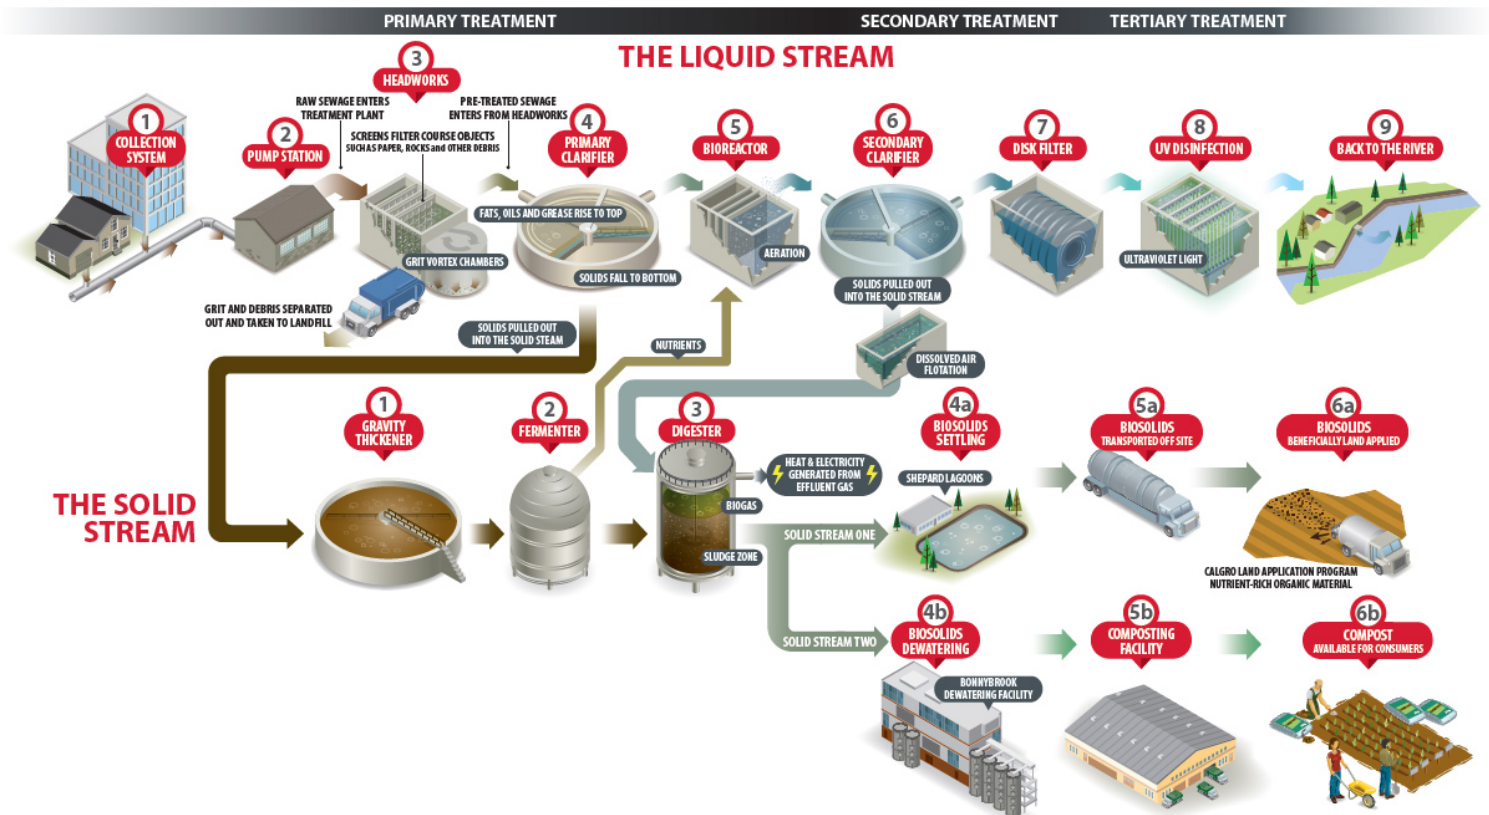 PRIMARY TREATMENT
SECONDARY TREATMENT
TERTIARY TREATMENT
THE LIQUID STREAM
1
COLLECTION
SYSTEM
2
PUMP STATION
3
HEADWORKS
RAW SEWAGE ENTERS
TREATMENT PLANT
SCREENS FILTER COURSE OBJECTS
SUCH AS PAPER, ROCKS and OTHER DEBRIS
PRE-TREATED SEWAGE
ENTERS FROM HEADWORKS
GRIT VORTEX CHAMBERS
GRIT AND DEBRIS SEPARATED
OUT AND TAKEN TO LANDFILL
4
PRIMARY
CLARIFIER
FATS, OILS AND GREASE RISE TO TOP
SOLIDS FALL TO BOTTOM
SOLIDS PULLED OUT
INTO THE SOLID STEAM
5
BIOREACTOR
AERATION
NUTRIENTS
6
SECONDARY
CLARIFIER
SOLIDS PULLED OUT
INTO THE SOLID STREAM
DISSOLVED AIR
FLOTATION
7
DISK FILTER
8
UV DISINFECTION
ULTRAVIOLET LIGHT
9
BACK TO THE RIVER
THE SOLID
STREAM
1
GRAVITY
THICKENER
2
FERMENTER
3
DIGESTER
HEAT & ELECTRICITY
GENERATED FROM
EFFLUENT GAS
BIOGAS
SLUDGE ZONE
SOLID STREAM ONE
4a
BIOSOLIDS
SETTLING
SHEPARD LAGOONS
5a
BIOSOLIDS
TRANSPORTED OFF SITE
6a
BIOSOLIDS
BENEFICIALLY LAND APPLIED
CALGRO LAND APPLICATION PROGRAM
NUTRIENT-RICH ORGANIC MATERIAL
SOLID STREAM TWO
4b
BIOSOLIDS
DEWATERING
BONNYBROOK
DEWATERING FACILITY
5b
COMPOSTING
FACILITY
6b
COMPOST
AVAILABLE FOR CONSUMERS